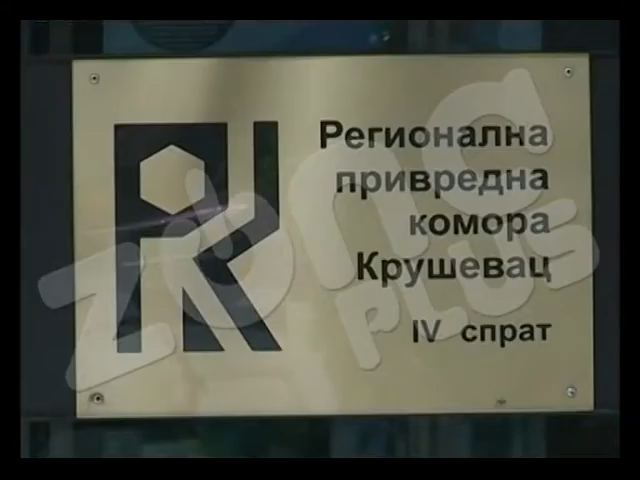 Регионална
привредна
комора
Крушевац
IV спрат
zona
PLUS